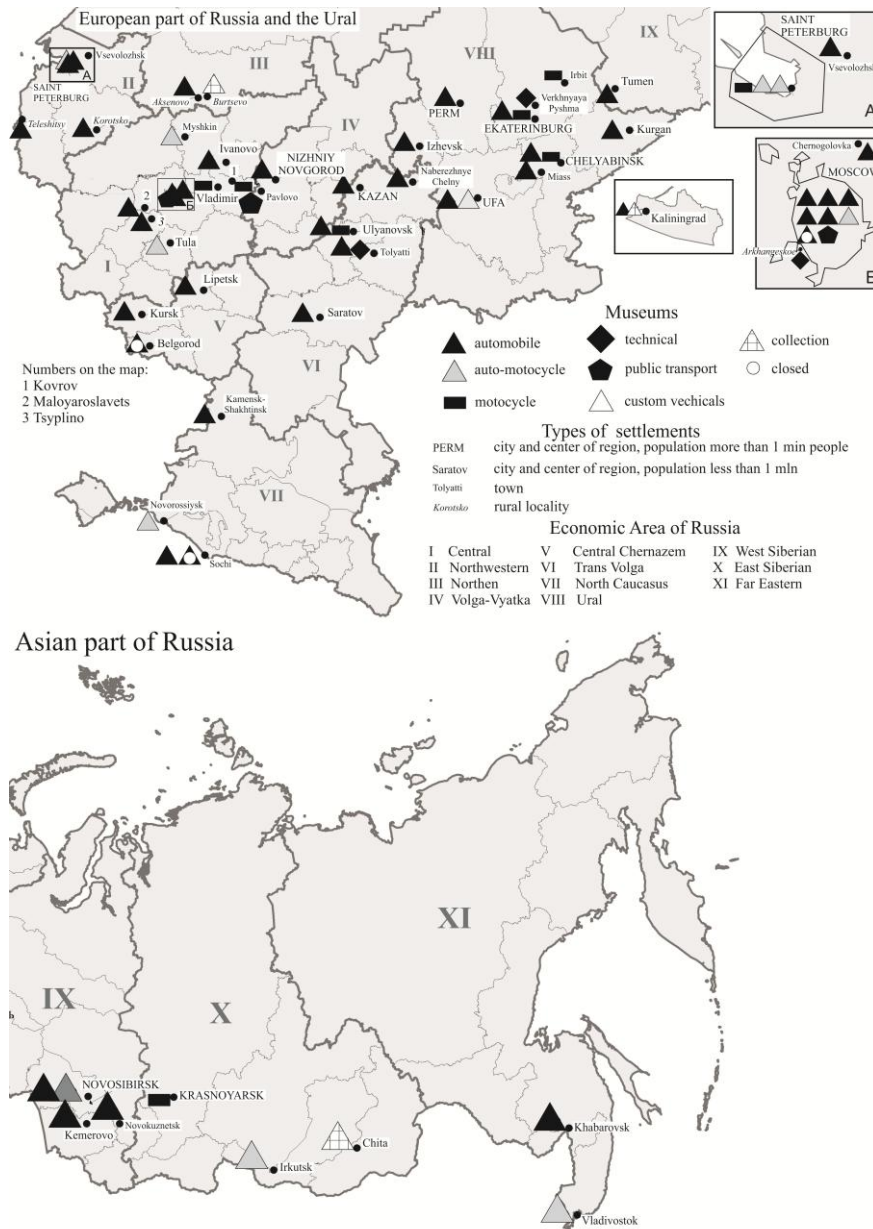 European part of Russia and the Ural
Vsevolozhsk
A
SAINT
PETERBURG
II
III
Aksenovo
Burtsevo
VIII
IX
Irbit
Verkhnyaya
Pyshma
Tumen
PERM
EKATERINBURG
Kurgan
SAINT
PETERBURG
Vsevolozhsk
A
Teleshitsy
Korotsko
Myshkin
IV
Ivanovo
1
NIZHNIY
NOVGOROD
Izhevsk
CHELYABINSK
Miass
Naberezhnye
Chelny
Chernogolovka
MOSCOW
Arkhangeskoe
Б
2
3
Б
Vladimir
Pavlovo
KAZAN
UFA
Kaliningrad
Tula
Ulyanovsk
Tolyatti
I
Lipetsk
Kursk
V
Saratov
Belgorod
VI
Numbers on the map:
1 Kovrov
2 Maloyaroslavets
3 Tsyplino
Kamensk-
Shakhtinsk
VII
Novorossiysk
Sochi
Museums
automobile
technical
collection
auto-motocycle
public transport
closed
motocycle
custom vechicals
Types of settlements
PERM city and center of region, population more than 1 mln people
Saratov city and center of region, population less than 1 mln
Tolyatti town
Korotsko rural locality
Economic Area of Russia
I Central V Central Chernazem IX West Siberian
II Northwestern VI Trans Volga X East Siberian
III Northen VII North Caucasus XI Far Eastern
IV Volga-Vyatka VIII Ural
Asian part of Russia
IX
X
XI
NOVOSIBIRSK
Kemerovo
Novokuznetsk
KRASNOYARSK
Irkutsk
Chita
Khabarovsk
Vladivostok